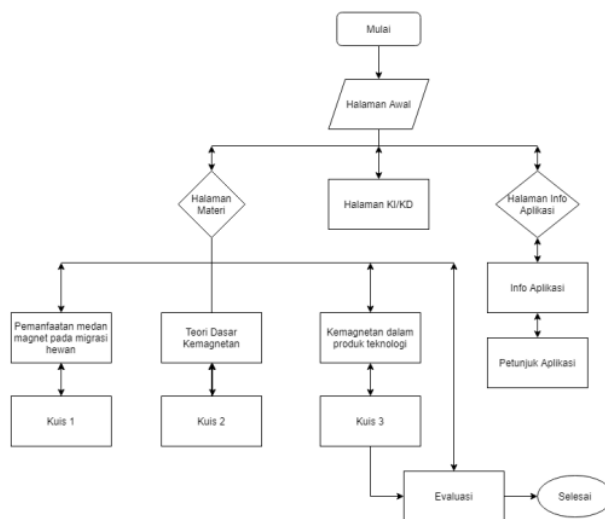 Mulai
Halaman Awal
Halaman
Materi
Halaman KI/KD
Halaman Info
Aplikasi
Info Aplikasi
Pemanfaatan medan
magnet pada migrasi
hewan
Teori Dasar
Kemagnetan
Kemagnetan dalam
produk teknologi
Petunjuk Aplikasi
Kuis 1
Kuis 2
Kuis 3
Evaluasi
Selesai